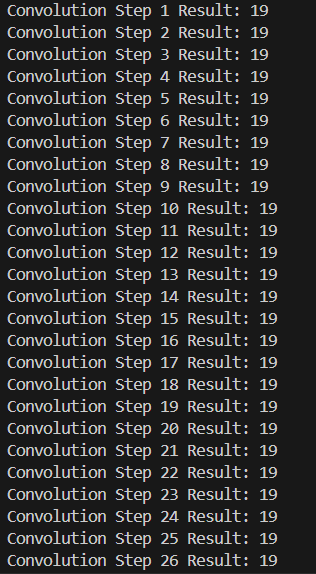 Convolution Step 1 Result: 19
Convolution Step 2 Result: 19
Convolution Step 3 Result: 19
Convolution Step 4 Result: 19
Convolution Step 5 Result: 19
Convolution Step 6 Result: 19
Convolution Step 7 Result: 19
Convolution Step 8 Result: 19
Convolution Step 9 Result: 19
Convolution Step 10 Result: 19
Convolution Step 11 Result: 19
Convolution Step 12 Result: 19
Convolution Step 13 Result: 19
Convolution Step 14 Result: 19
Convolution Step 15 Result: 19
Convolution Step 16 Result: 19
Convolution Step 17 Result: 19
Convolution Step 18 Result: 19
Convolution Step 19 Result: 19
Convolution Step 20 Result: 19
Convolution Step 21 Result: 19
Convolution Step 22 Result: 19
Convolution Step 23 Result: 19
Convolution Step 24 Result: 19
Convolution Step 25 Result: 19
Convolution Step 26 Result: 19